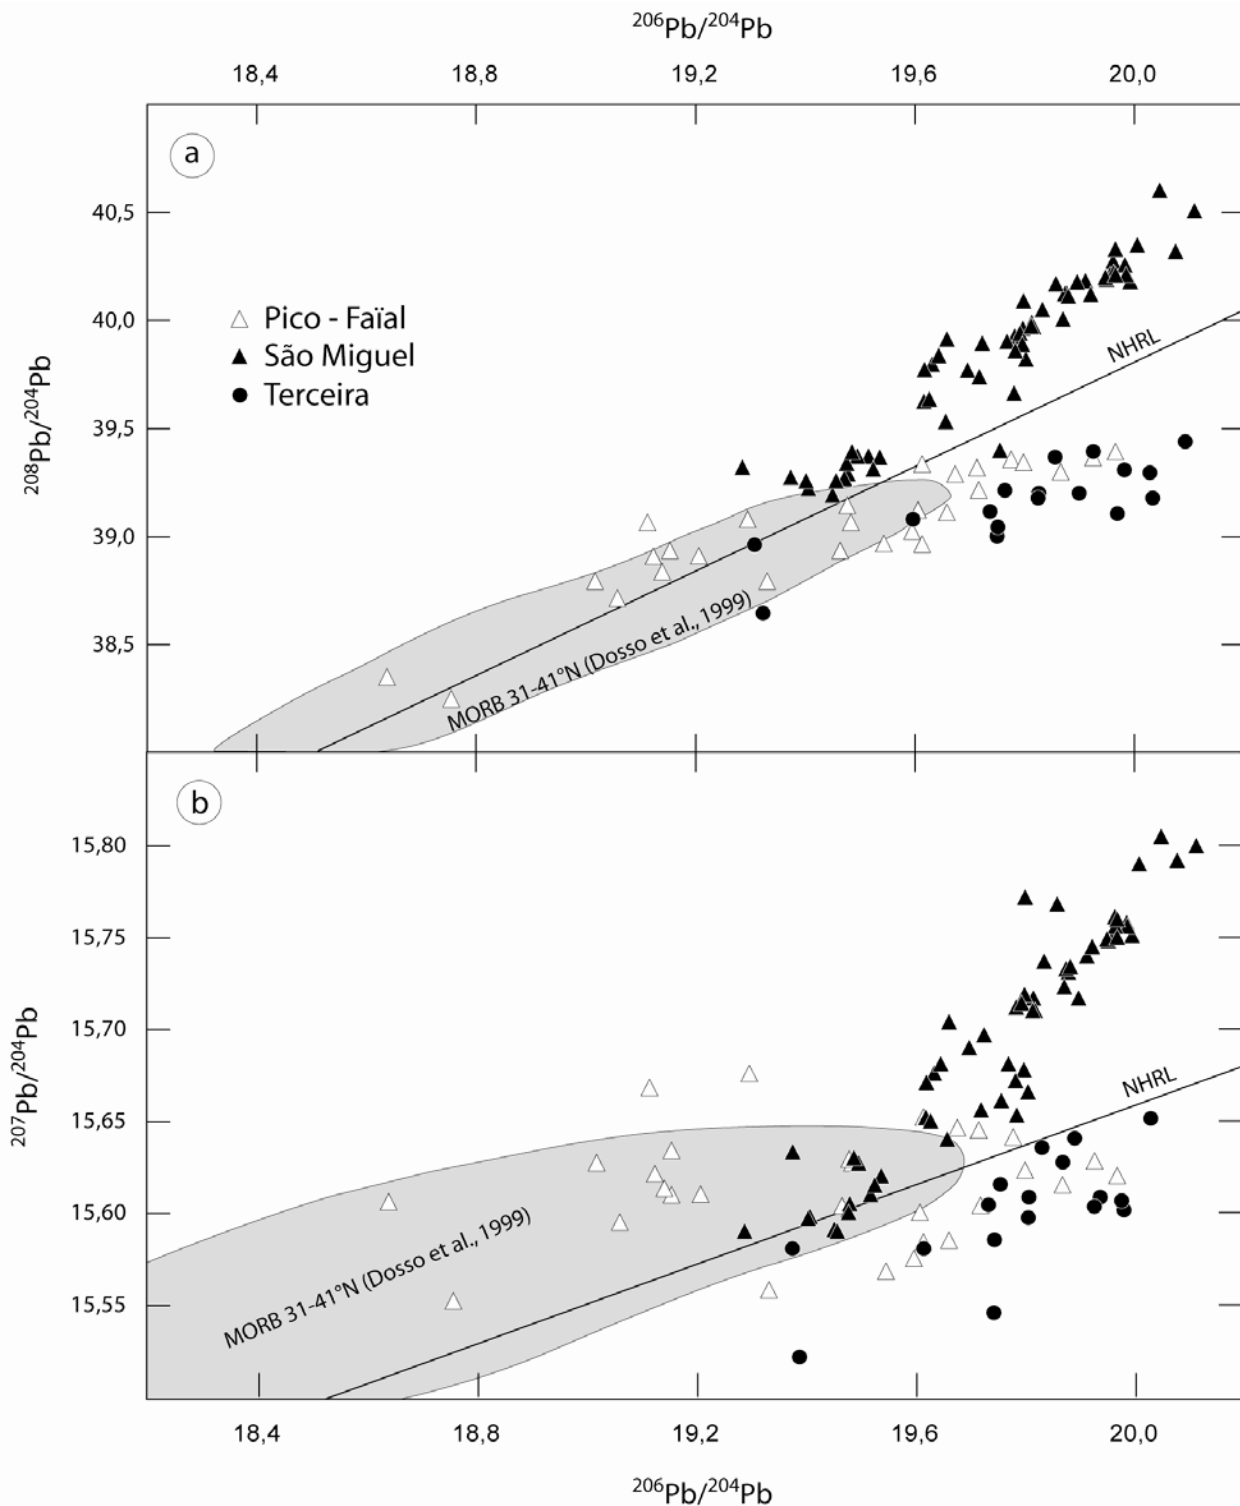 ²⁰⁶Pb/²⁰⁴Pb
18,4 18,8 19,2 19,6 20,0
a
40,5
40,0
39,5
39,0
38,5
²⁰⁸Pb/²⁰⁴Pb
Pico - Faïal
São Miguel
Terceira
NHRL
MORB 31-41°N (Dosso et al., 1999)
b
15,80
15,75
15,70
15,65
15,60
15,55
²⁰⁷Pb/²⁰⁴Pb
NHRL
MORB 31-41°N (Dosso et al., 1999)
18,4 18,8 19,2 19,6 20,0
²⁰⁶Pb/²⁰⁴Pb